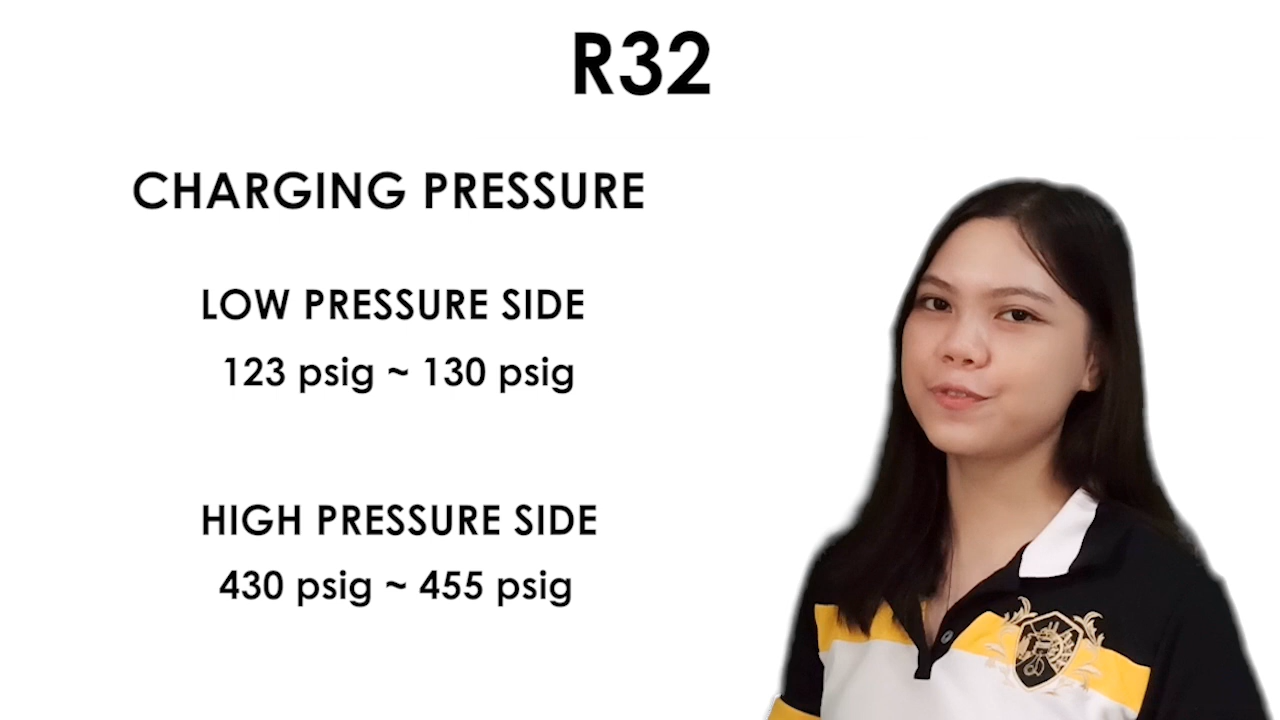 R32
CHARGING PRESSURE
LOW PRESSURE SIDE
123 psig ~ 130 psig
HIGH PRESSURE SIDE
430 psig ~ 455 psig